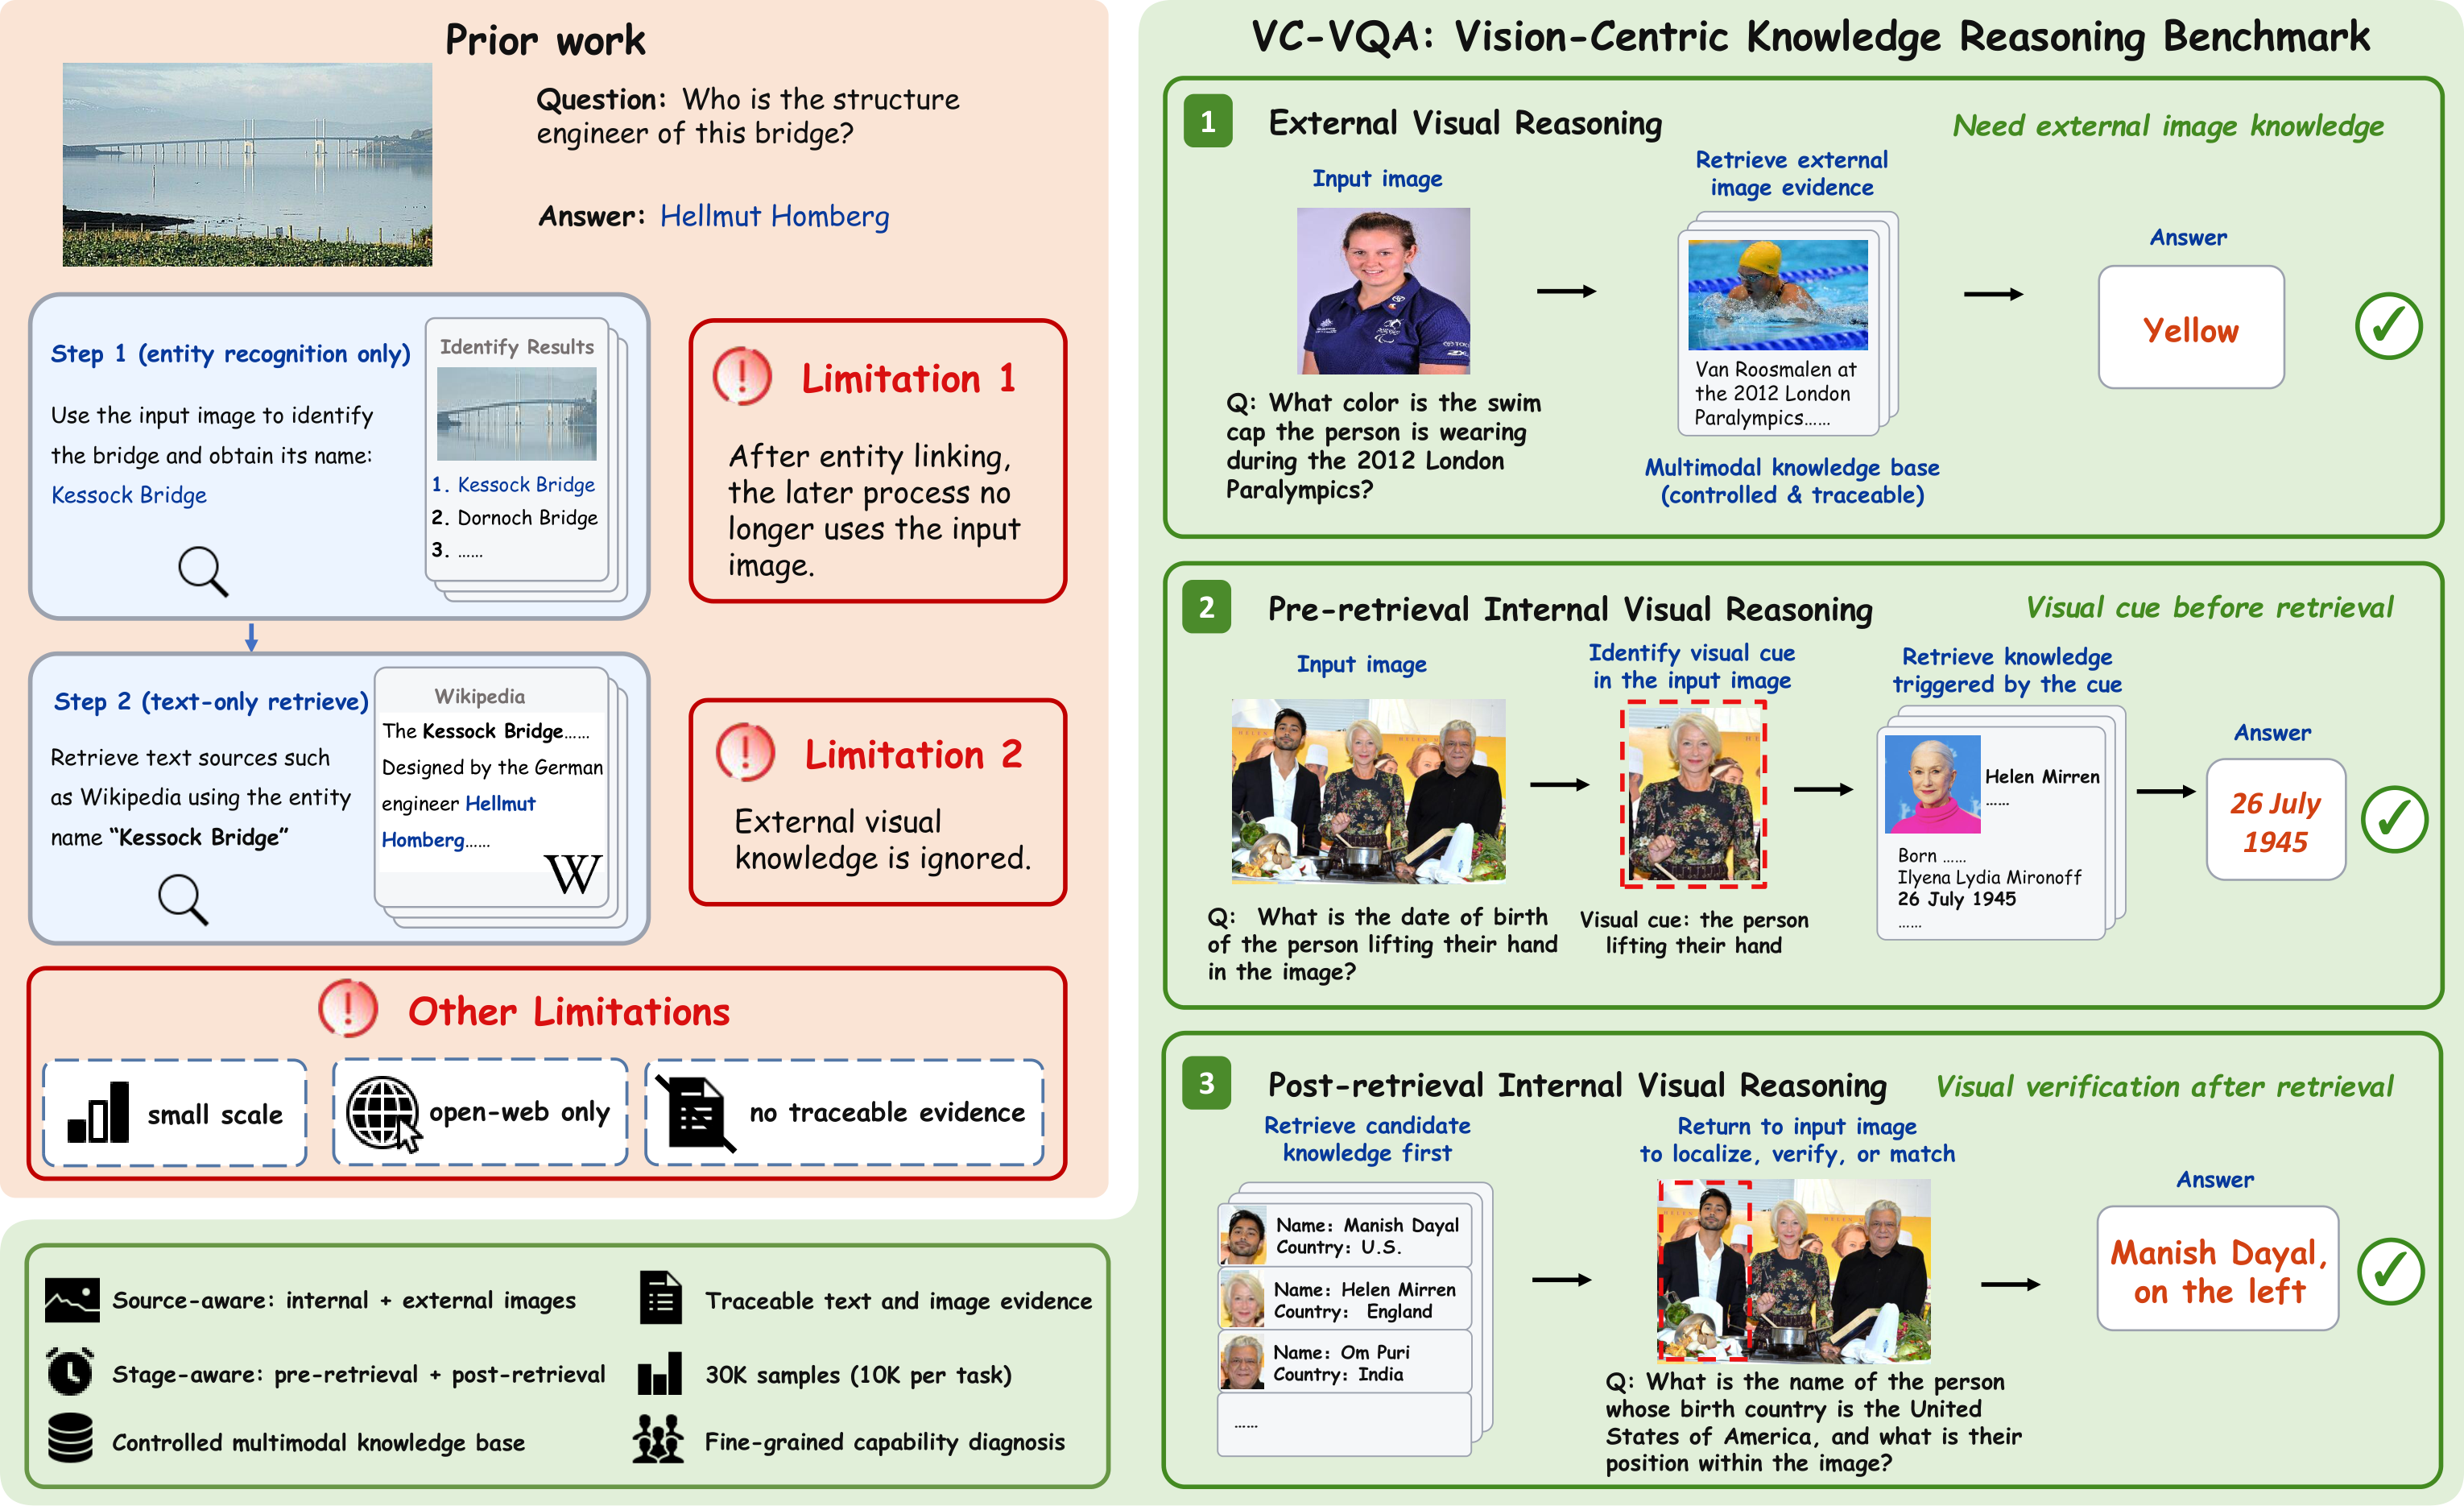 Prior work
Question: Who is the structure
engineer of this bridge?
Answer: Hellmut Homberg
Step 1 (entity recognition only)
Use the input image to identify
the bridge and obtain its name:
Kessock Bridge
Identify Results
1. Kessock Bridge
2. Dornoch Bridge
3. ......
Limitation 1
After entity linking,
the later process no
longer uses the input
image.
Step 2 (text-only retrieve)
Retrieve text sources such
as Wikipedia using the entity
name “Kessock Bridge”
Wikipedia
The Kessock Bridge......
Designed by the German
engineer Hellmut
Homberg......
W
Limitation 2
External visual
knowledge is ignored.
Other Limitations
small scale
open-web only
no traceable evidence
Source-aware: internal + external images
Stage-aware: pre-retrieval + post-retrieval
Controlled multimodal knowledge base
Traceable text and image evidence
30K samples (10K per task)
Fine-grained capability diagnosis
VC-VQA: Vision-Centric Knowledge Reasoning Benchmark
1
External Visual Reasoning
Need external image knowledge
Input image
Q: What color is the swim
cap the person is wearing
during the 2012 London
Paralympics?
Retrieve external
image evidence
Van Roosmalen at
the 2012 London
Paralympics......
Multimodal knowledge base
(controlled & traceable)
Answer
Yellow
2
Pre-retrieval Internal Visual Reasoning
Visual cue before retrieval
Input image
Q: What is the date of birth
of the person lifting their hand
in the image?
Identify visual cue
in the input image
Visual cue: the person
lifting their hand
Retrieve knowledge
triggered by the cue
Helen Mirren
......
Born ......
Ilyena Lydia Mironoff
26 July 1945
......
Answer
26 July
1945
3
Post-retrieval Internal Visual Reasoning
Visual verification after retrieval
Retrieve candidate
knowledge first
Name: Manish Dayal
Country: U.S.
Name: Helen Mirren
Country: England
Name: Om Puri
Country: India
......
Return to input image
to localize, verify, or match
Q: What is the name of the person
whose birth country is the United
States of America, and what is their
position within the image?
Answer
Manish Dayal,
on the left